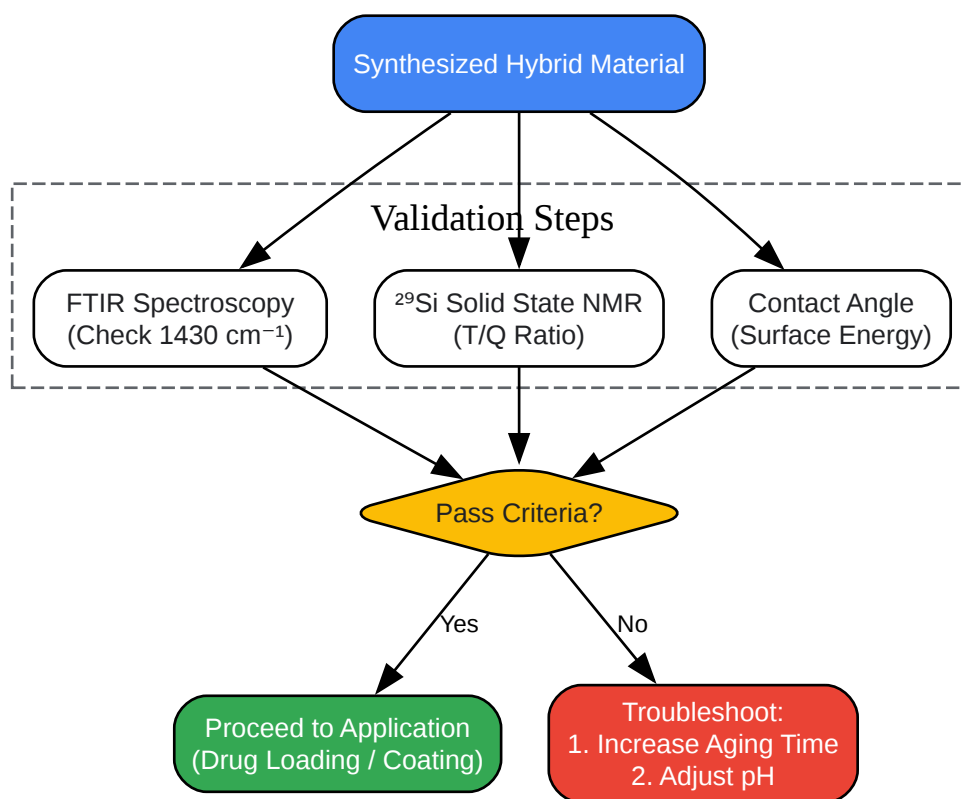 Synthesized Hybrid Material
Validation Steps
FTIR Spectroscopy
(Check 1430 cm⁻¹)
²⁹Si Solid State NMR
(T/Q Ratio)
Contact Angle
(Surface Energy)
Pass Criteria?
Yes
No
Proceed to Application
(Drug Loading / Coating)
Troubleshoot:
1. Increase Aging Time
2. Adjust pH